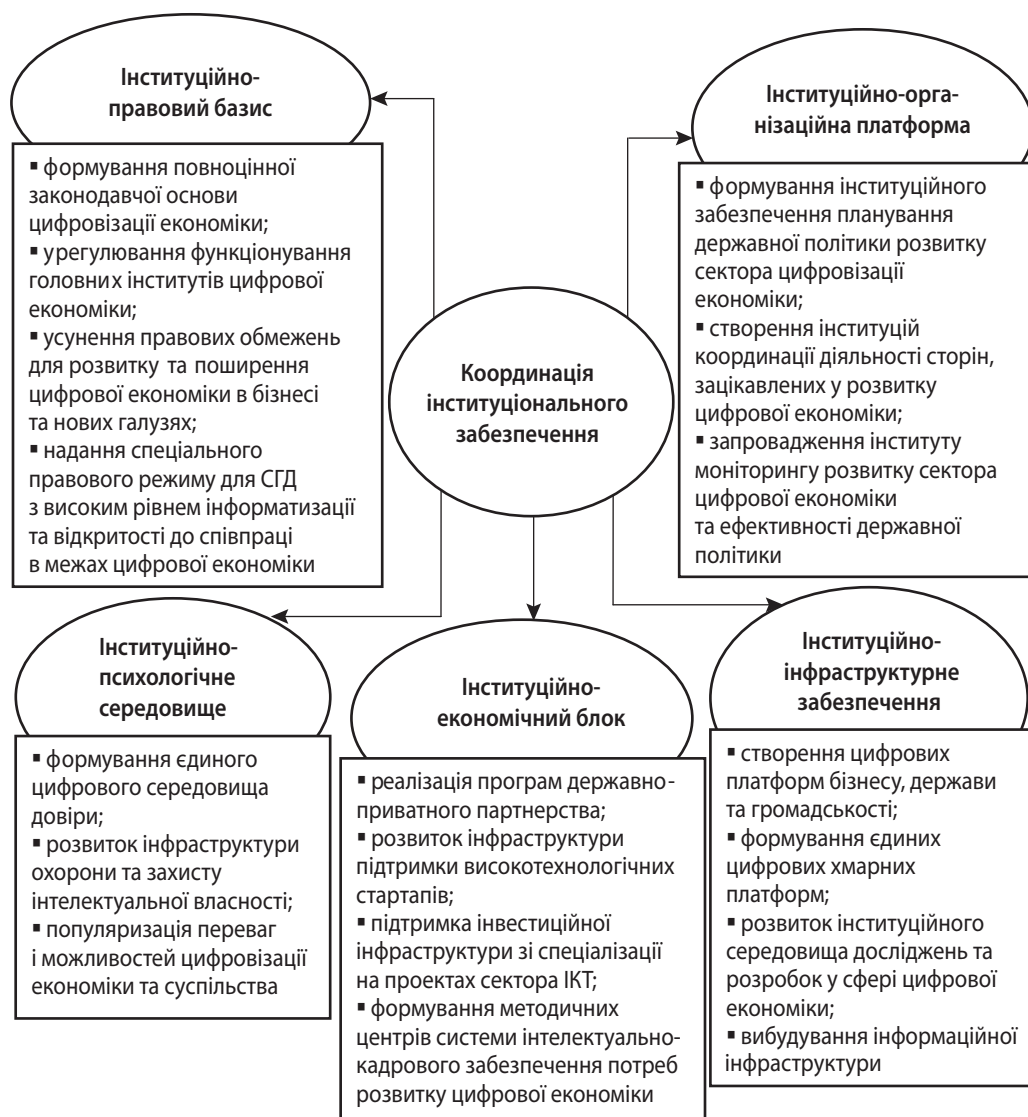 Інституційно-
правовий базис
▪ формування повноцінної
законодавчої основи
цифровізації економіки;
▪ урегулювання функціонування
головних інститутів цифрової
економіки;
▪ усунення правових обмежень
для розвитку та поширення
цифрової економіки в бізнесі
та нових галузях;
▪ надання спеціального
правового режиму для СГД
з високим рівнем інформатизації
та відкритості до співпраці
в межах цифрової економіки
Інституційно-орга-
нізаційна платформа
▪ формування інституційного
забезпечення планування
державної політики розвитку
сектора цифровізації
економіки;
▪ створення інституцій
координації діяльності сторін,
зацікавлених у розвитку
цифрової економіки;
▪ запровадження інституту
моніторингу розвитку сектора
цифрової економіки
та ефективності державної
політики
Координація
інституціонального
забезпечення
Інституційно-
психологічне
середовище
▪ формування єдиного
цифрового середовища
довіри;
▪ розвиток інфраструктури
охорони та захисту
інтелектуальної власності;
▪ популяризація переваг
і можливостей цифровізації
економіки та суспільства
Інституційно-
економічний блок
▪ реалізація програм державно-
приватного партнерства;
▪ розвиток інфраструктури
підтримки високотехнологічних
стартапів;
▪ підтримка інвестиційної
інфраструктури зі спеціалізації
на проектах сектора ІКТ;
▪ формування методичних
центрів системи інтелектуально-
кадрового забезпечення потреб
розвитку цифрової економіки
Інституційно-
інфраструктурне
забезпечення
▪ створення цифрових
платформ бізнесу, держави
та громадськості;
▪ формування єдиних
цифрових хмарних
платформ;
▪ розвиток інституційного
середовища досліджень та
розробок у сфері цифрової
економіки;
▪ вибудування інформаційної
інфраструктури